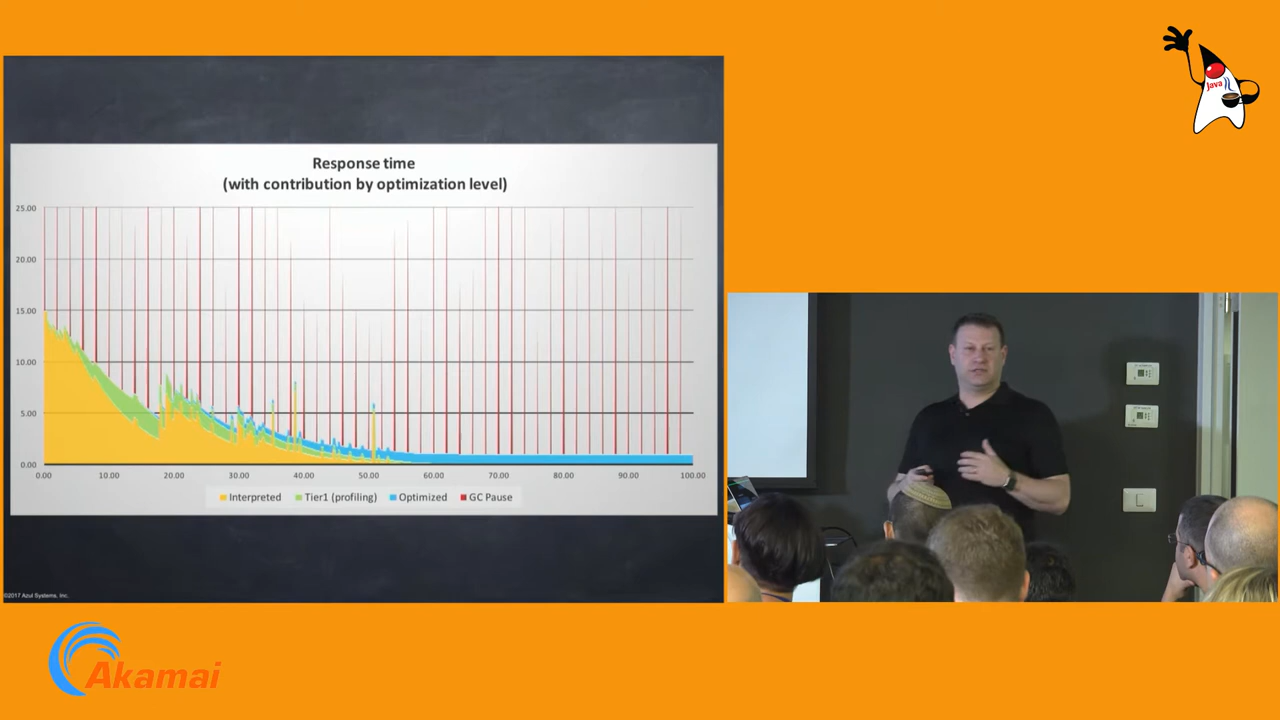 Java
Response time
(with contribution by optimization level)
25.00
20.00
15.00
10.00
5.00
0.00
0.00 10.00 20.00 30.00 40.00 50.00 60.00 70.00 80.00 90.00 100.00
Interpreted Tier1 (profiling) Optimized GC Pause
©2017 Azul Systems, Inc.
Akamai